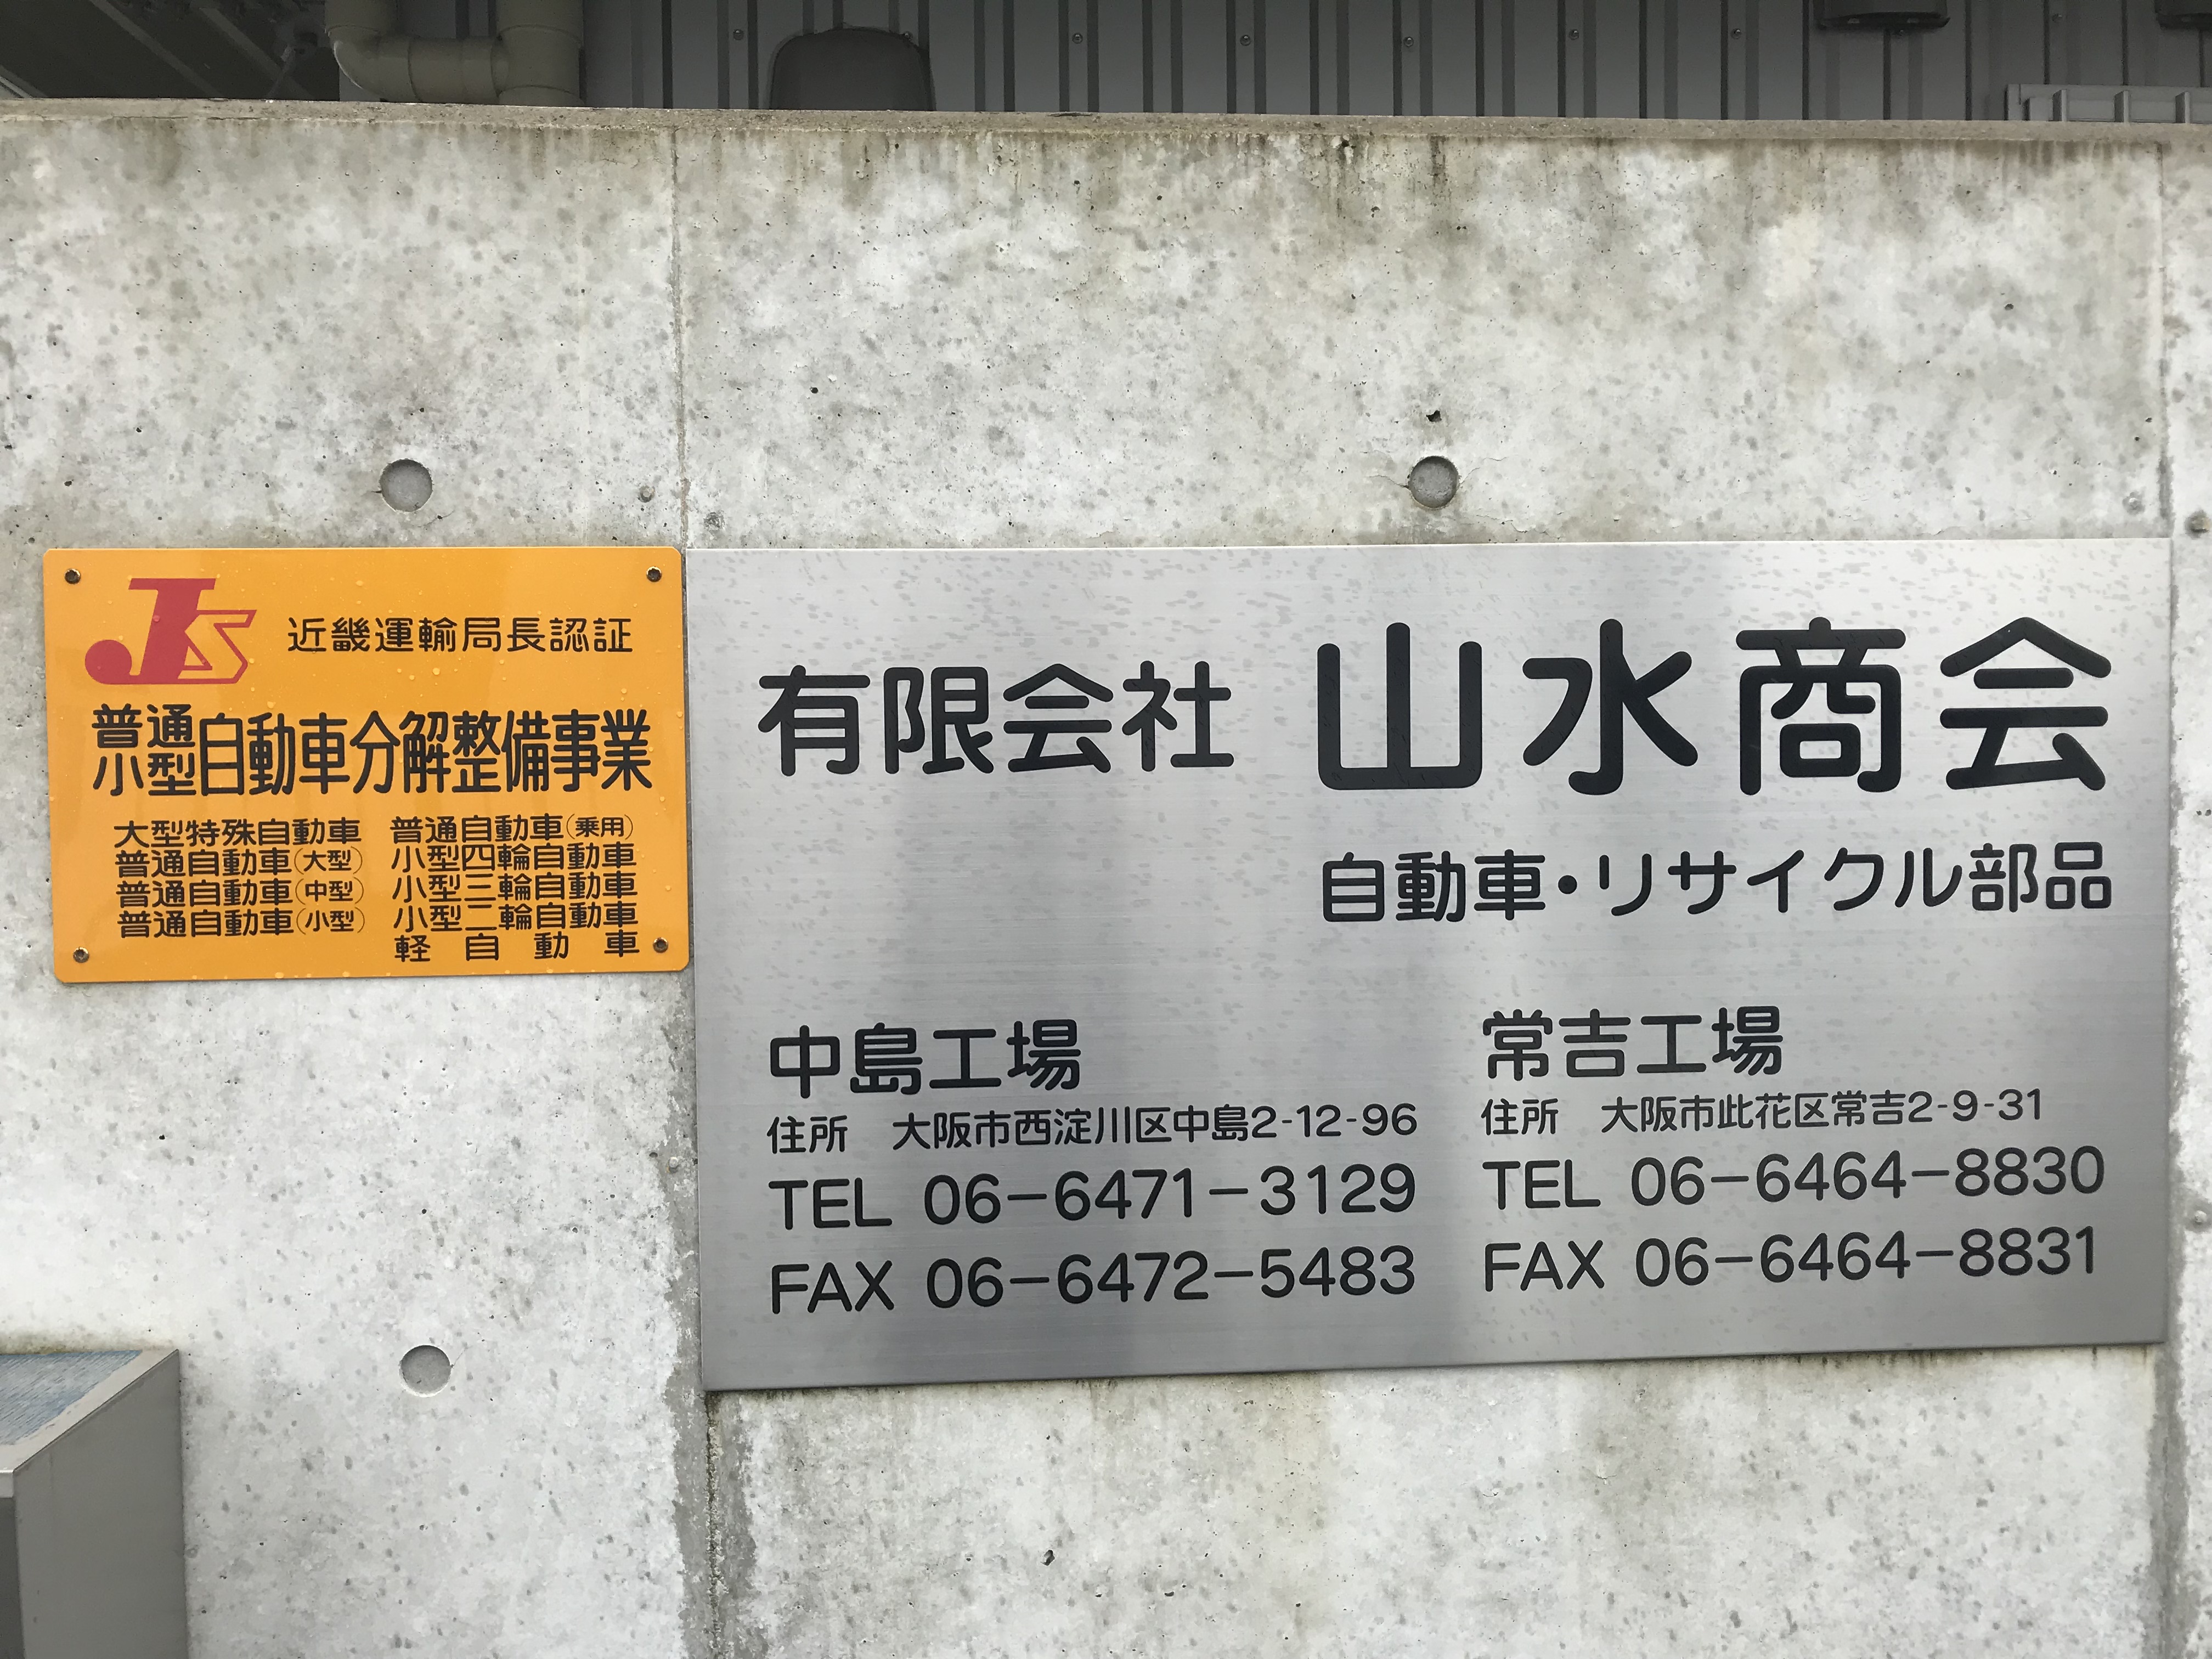 JS 近畿運輸局長認証
普通
小型
自動車分解整備事業
大型特殊自動車
普通自動車(大型)
普通自動車(中型)
普通自動車(小型)
普通自動車(乗用)
小型四輪自動車
小型三輪自動車
小型二輪自動車
軽自動車
有限会社 山水商会
自動車・リサイクル部品
中島工場
住所 大阪市西淀川区中島2-12-96
TEL 06-6471-3129
FAX 06-6472-5483
常吉工場
住所 大阪市此花区常吉2-9-31
TEL 06-6464-8830
FAX 06-6464-8831